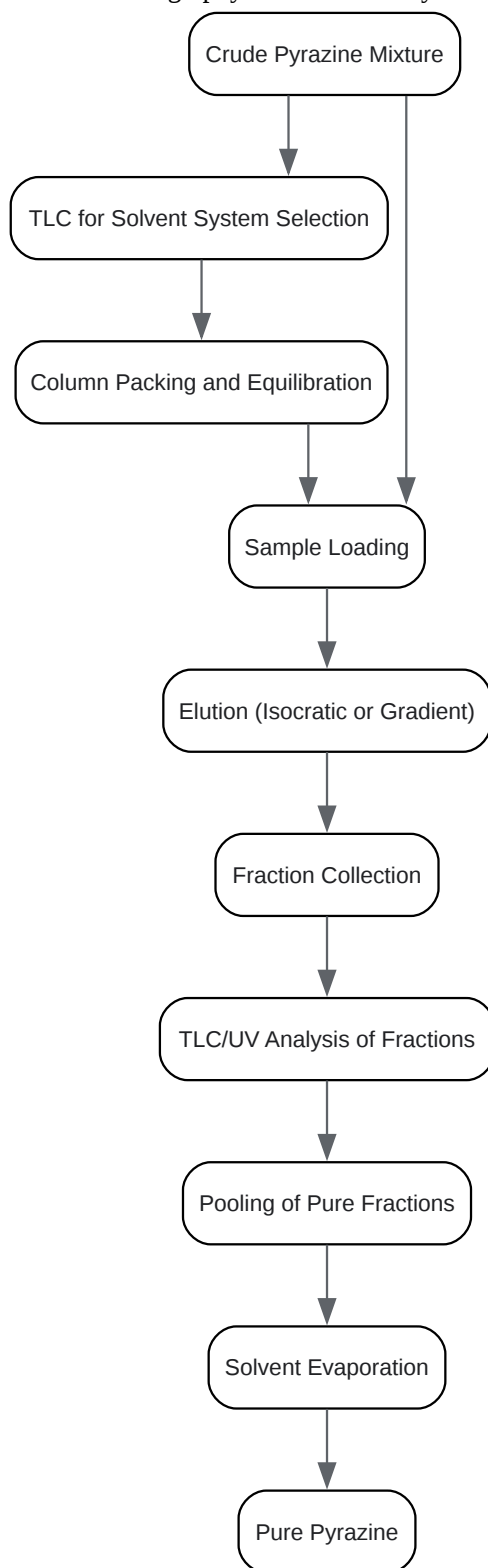 Crude Pyrazine Mixture
TLC for Solvent System Selection
Column Packing and Equilibration
Sample Loading
Elution (Isocratic or Gradient)
Fraction Collection
TLC/UV Analysis of Fractions
Pooling of Pure Fractions
Solvent Evaporation
Pure Pyrazine